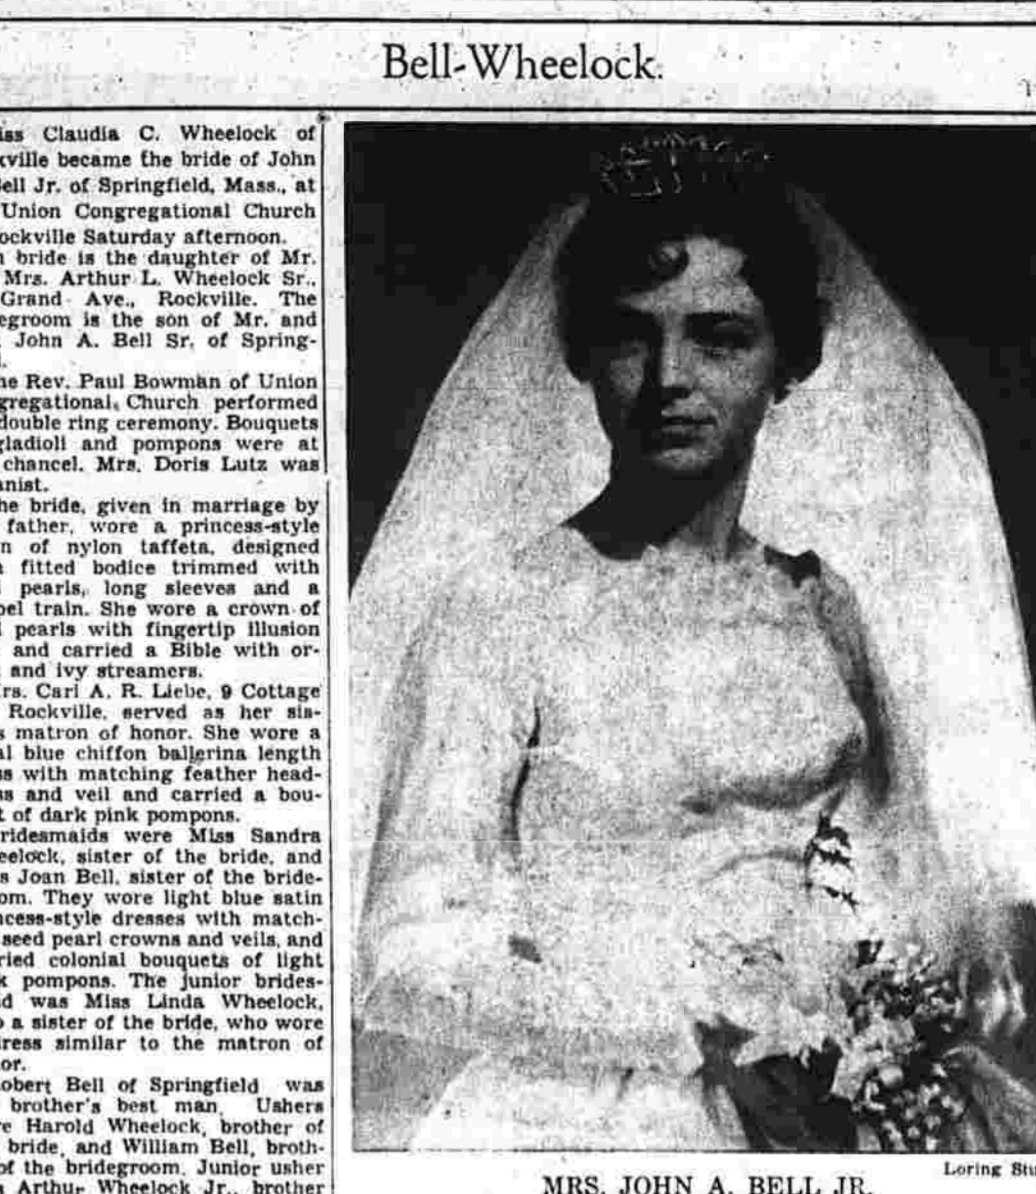 Bell-Wheelock.
iss Claudia C. Wheelock of
kville became the bride of John
ell Jr. of Springfield, Mass., at
Union Congregational Church
ockville Saturday afternoon.
bride is the daughter of Mr.
Mrs. Arthur L. Wheelock Sr.,
Grand Ave., Rockville. The
egroom is the son of Mr. and
John A. Bell Sr. of Spring-
he Rev. Paul Bowman of Union
gregational Church performed
double ring ceremony. Bouquets
gladioli and pompons were at
chancel. Mrs. Doris Lutz was
anist.
he bride, given in marriage by
father, wore a princess-style
n of nylon taffeta, designed
fitted bodice trimmed with
pearls, long sleeves and a
pel train. She wore a crown of
pearls with fingertip illusion
and carried a Bible with or-
and ivy streamers.
rs. Carl A. R. Liebe, 9 Cottage
Rockville, served as her sis-
s matron of honor. She wore a
al blue chiffon ballerina length
ss with matching feather head-
ss and veil and carried a bou-
t of dark pink pompons.
ridesmaids were Miss Sandra
eelock, sister of the bride, and
s Joan Bell, sister of the bride-
om. They wore light blue satin
ncess-style dresses with match-
seed pearl crowns and veils, and
ried colonial bouquets of light
k pompons. The junior brides-
d was Miss Linda Wheelock,
o a sister of the bride, who wore
dress similar to the matron of
or.
obert Bell of Springfield was
brother's best man. Ushers
re Harold Wheelock, brother of
bride, and William Bell, broth-
of the bridegroom. Junior usher
Arthur Wheelock Jr., brother
Loring Stu
MRS. JOHN A. BELL JR.